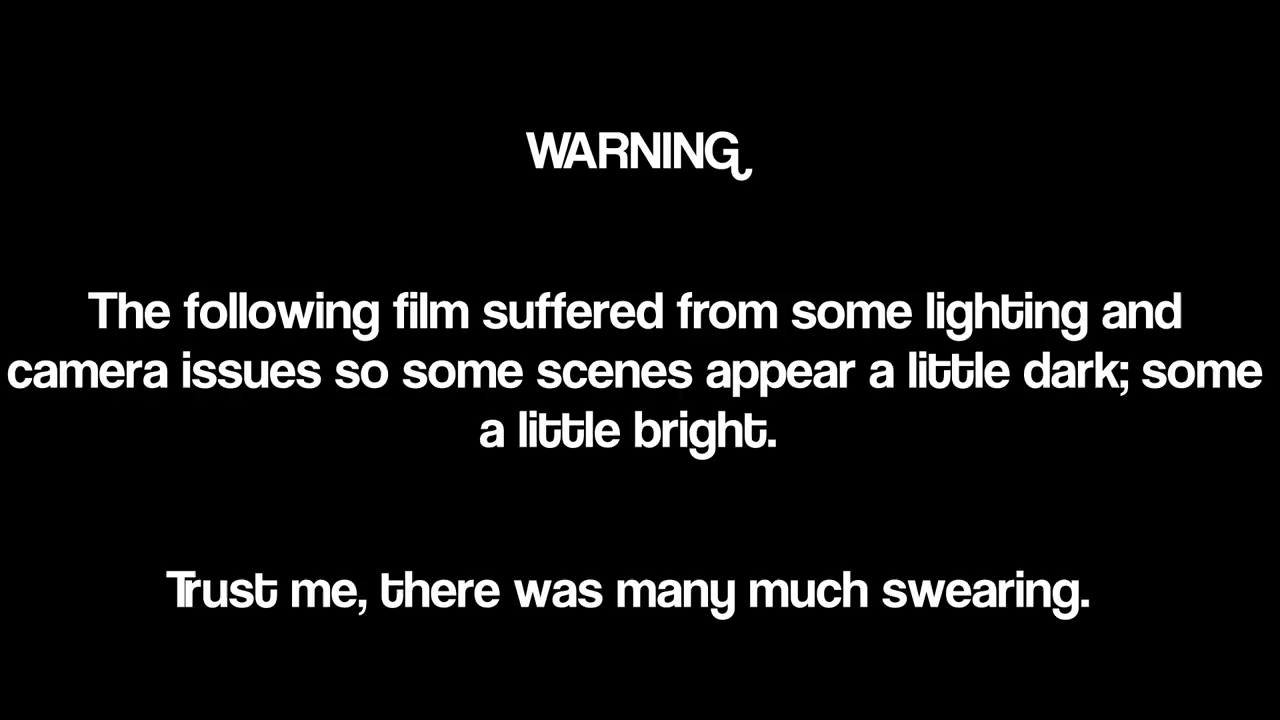 WARNING
The following film suffered from some lighting and
camera issues so some scenes appear a little dark; some
a little bright.
Trust me, there was many much swearing.